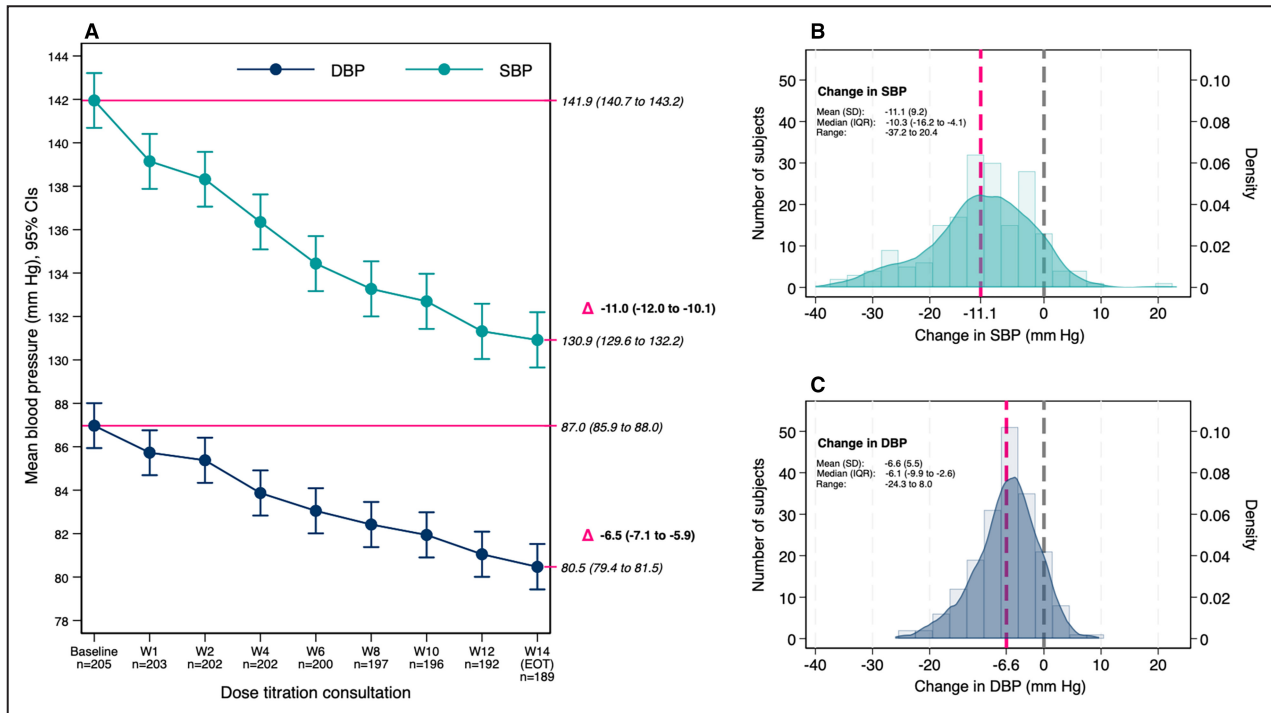 A
Mean blood pressure (mm Hg), 95% CIs
144
142
140
138
136
134
132
130
88
86
84
82
80
78
DBP
SBP
141.9 (140.7 to 143.2)
Δ -11.0 (-12.0 to -10.1)
130.9 (129.6 to 132.2)
87.0 (85.9 to 88.0)
Δ -6.5 (-7.1 to -5.9)
80.5 (79.4 to 81.5)
Baseline W1 W2 W4 W6 W8 W10 W12 W14
n=205 n=203 n=202 n=202 n=200 n=197 n=196 n=192 (EOT)
n=189
Dose titration consultation
B
Number of subjects
50
40
30
20
10
0
Change in SBP
Mean (SD): -11.1 (9.2)
Median (IQR): -10.3 (-16.2 to -4.1)
Range: -37.2 to 20.4
0.10
0.08
0.06
0.04
0.02
0
Density
-40 -30 -20 -11.1 0 10 20
Change in SBP (mm Hg)
C
Number of subjects
50
40
30
20
10
0
Change in DBP
Mean (SD): -6.6 (5.5)
Median (IQR): -6.1 (-9.9 to -2.6)
Range: -24.3 to 8.0
0.10
0.08
0.06
0.04
0.02
0
Density
-40 -30 -20 -6.6 0 10 20
Change in DBP (mm Hg)